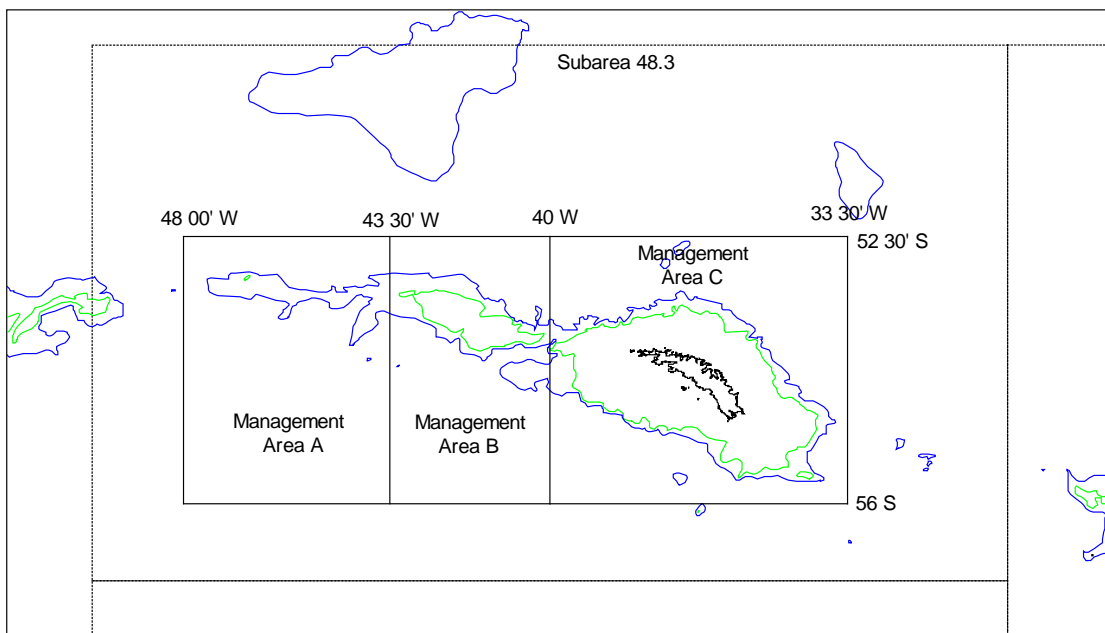 Subarea 48.3
48 00' W
43 30' W
40 W
33 30' W
52 30' S
Management
Area C
Management
Area A
Management
Area B
56 S